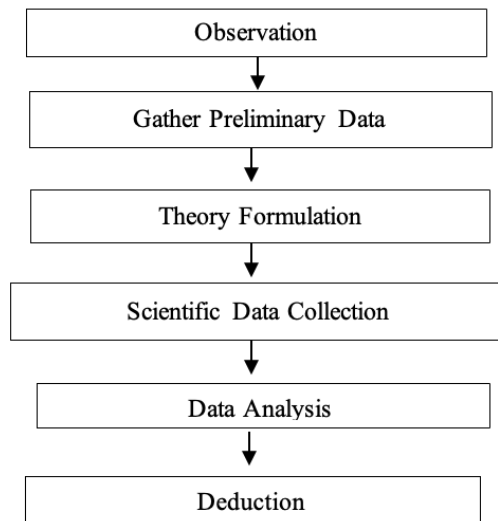 Observation
Gather Preliminary Data
Theory Formulation
Scientific Data Collection
Data Analysis
Deduction